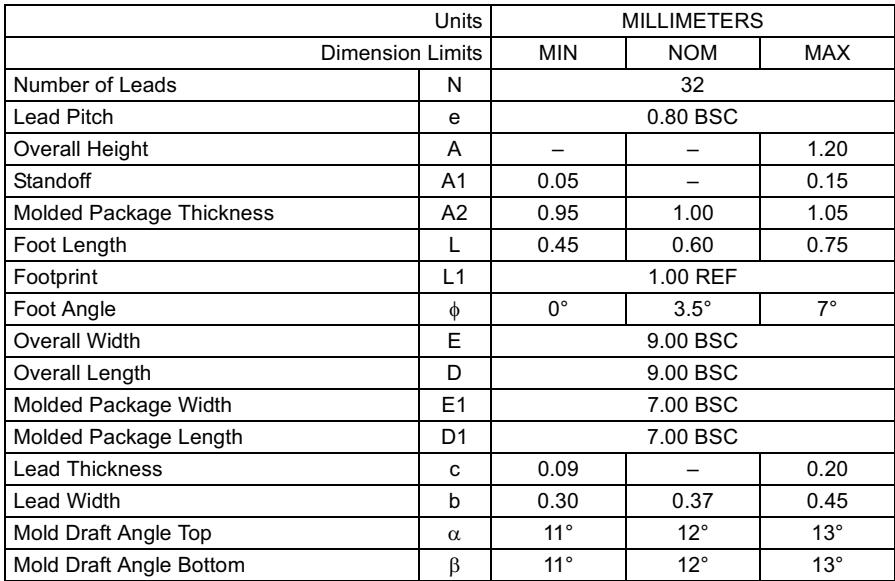 Units MILLIMETERS
Dimension Limits MIN NOM MAX
Number of Leads N 32
Lead Pitch e 0.80 BSC
Overall Height A – – 1.20
Standoff A1 0.05 – 0.15
Molded Package Thickness A2 0.95 1.00 1.05
Foot Length L 0.45 0.60 0.75
Footprint L1 1.00 REF
Foot Angle ϕ 0° 3.5° 7°
Overall Width E 9.00 BSC
Overall Length D 9.00 BSC
Molded Package Width E1 7.00 BSC
Molded Package Length D1 7.00 BSC
Lead Thickness c 0.09 – 0.20
Lead Width b 0.30 0.37 0.45
Mold Draft Angle Top α 11° 12° 13°
Mold Draft Angle Bottom β 11° 12° 13°